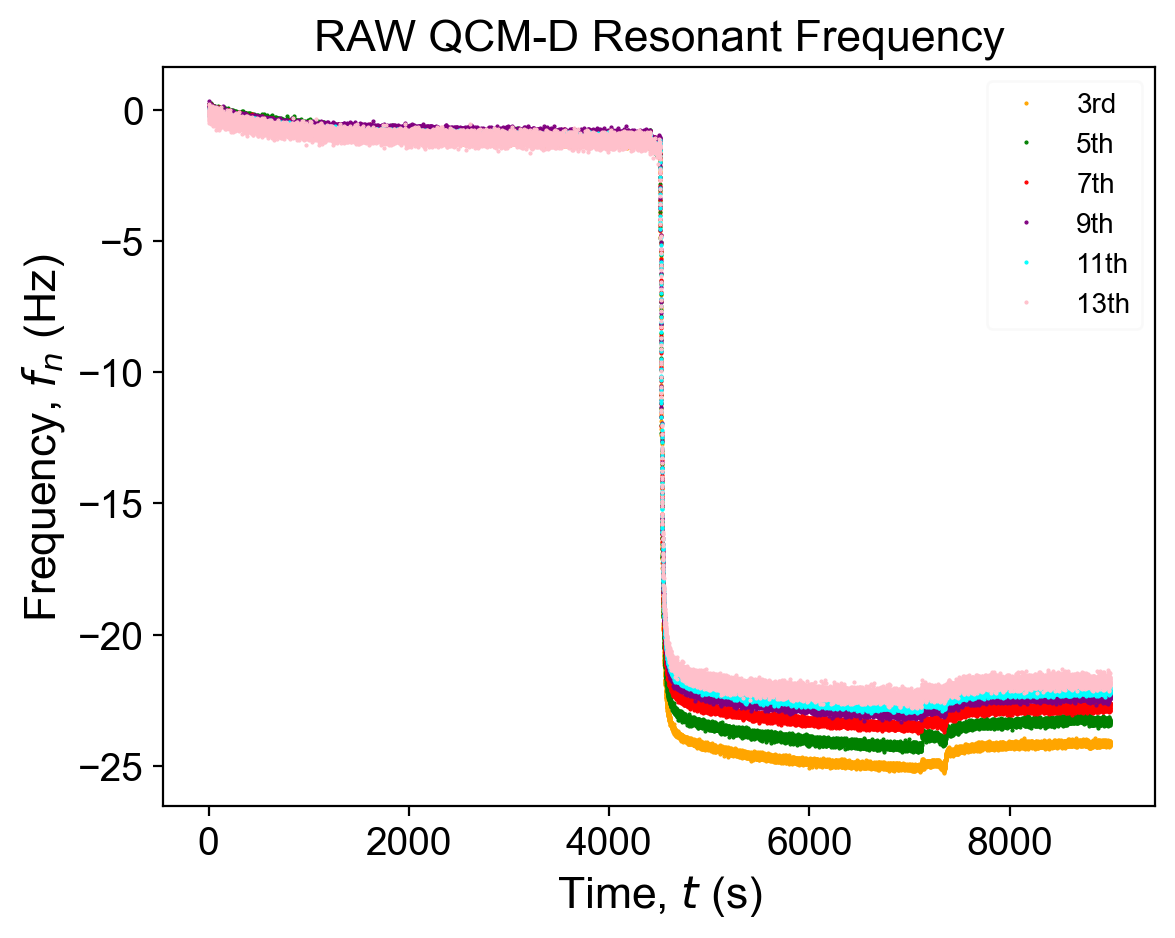 RAW QCM-D Resonant Frequency
3rd
5th
7th
9th
11th
13th
Frequency, fₙ (Hz)
0
−5
−10
−15
−20
−25
0 2000 4000 6000 8000
Time, t (s)